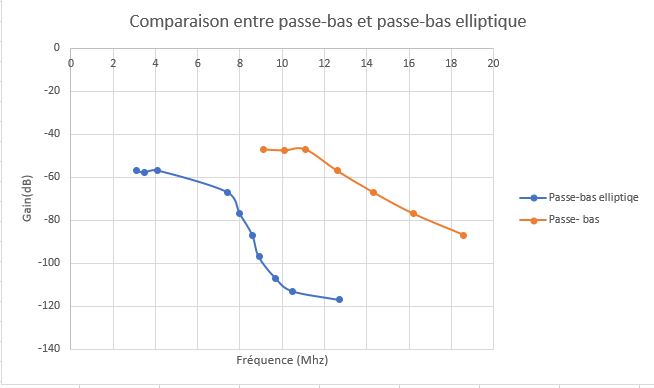 Comparaison entre passe-bas et passe-bas elliptique
0
0 2 4 6 8 10 12 14 16 18 20
-20
-40
-60
-80
-100
-120
-140
Gain(dB)
Fréquence (Mhz)
Passe-bas elliptiqe
Passe- bas